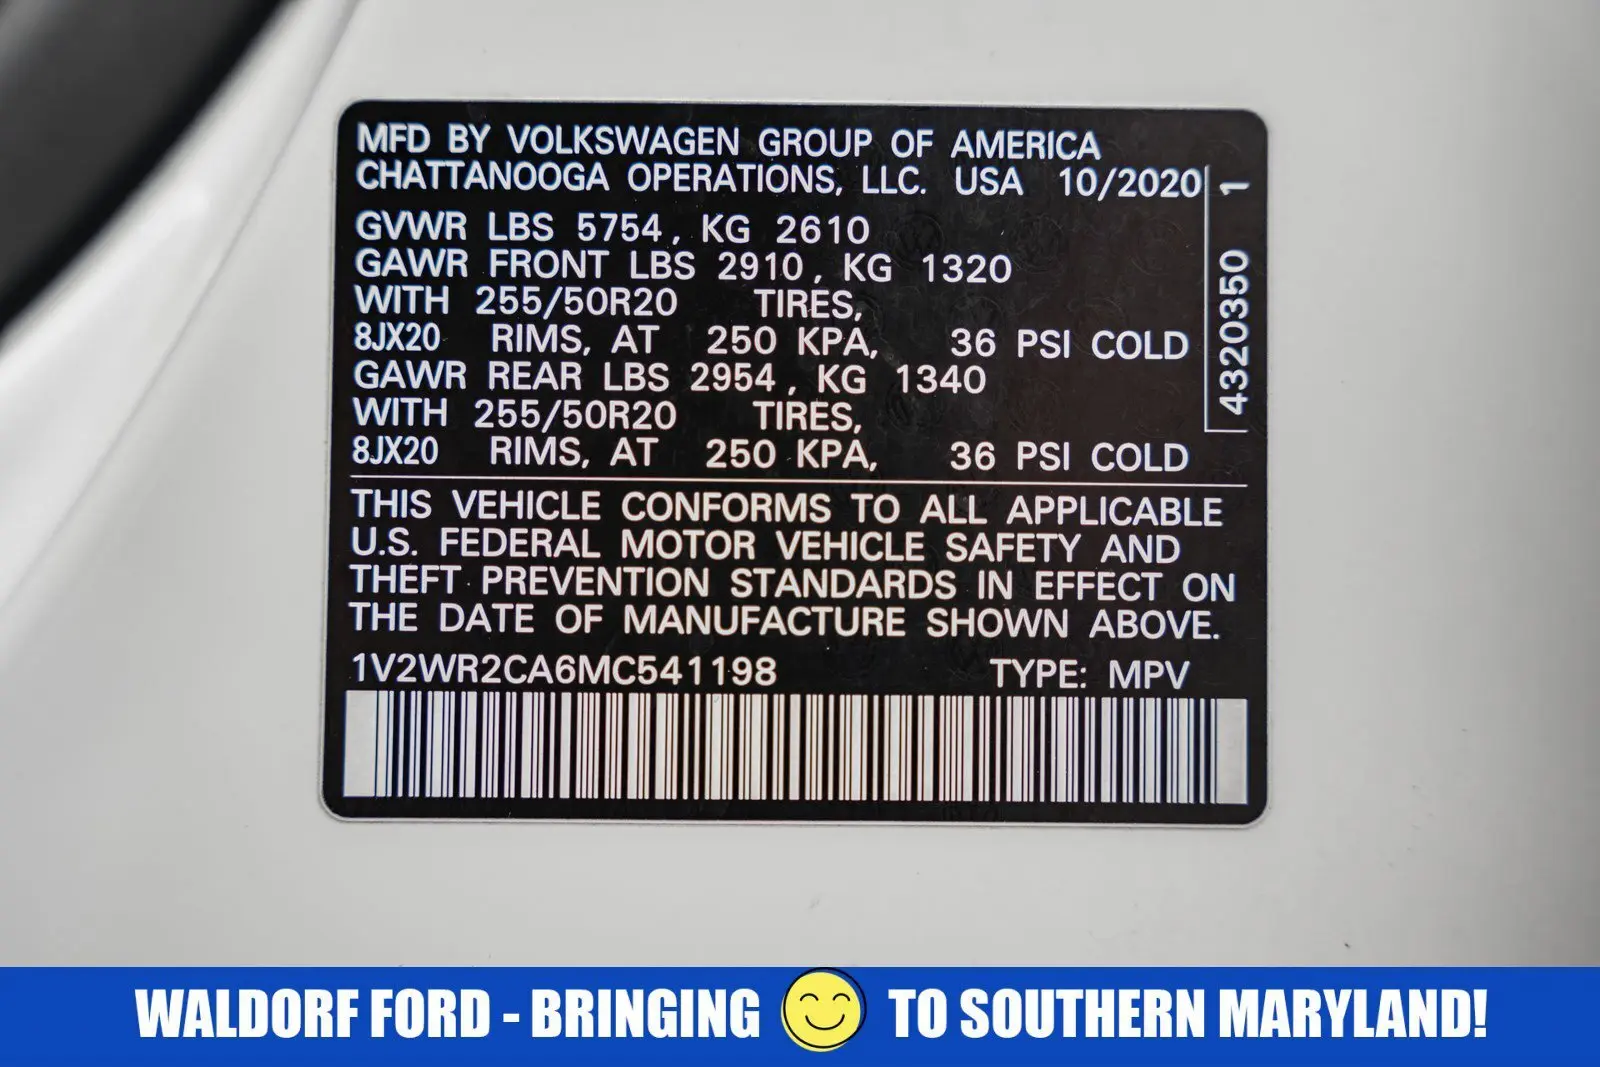 MFD BY VOLKSWAGEN GROUP OF AMERICA
CHATTANOOGA OPERATIONS, LLC. USA 10/2020
GVWR LBS 5754, KG 2610
GAWR FRONT LBS 2910, KG 1320
WITH 255/50R20 TIRES,
8JX20 RIMS, AT 250 KPA, 36 PSI COLD
GAWR REAR LBS 2954, KG 1340
WITH 255/50R20 TIRES,
8JX20 RIMS, AT 250 KPA, 36 PSI COLD
4320350 1
THIS VEHICLE CONFORMS TO ALL APPLICABLE
U.S. FEDERAL MOTOR VEHICLE SAFETY AND
THEFT PREVENTION STANDARDS IN EFFECT ON
THE DATE OF MANUFACTURE SHOWN ABOVE.
1V2WR2CA6MC541198 TYPE: MPV
WALDORF FORD - BRINGING TO SOUTHERN MARYLAND!